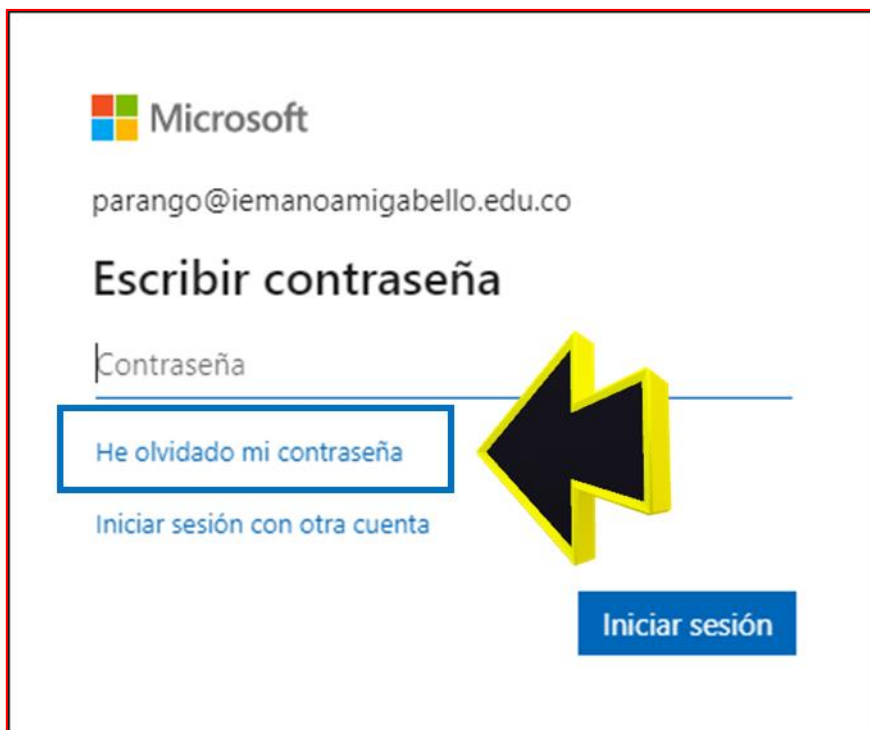 Microsoft
parango@iemanoamigabello.edu.co
Escribir contraseña
Contraseña
He olvidado mi contraseña
Iniciar sesión con otra cuenta
Iniciar sesión